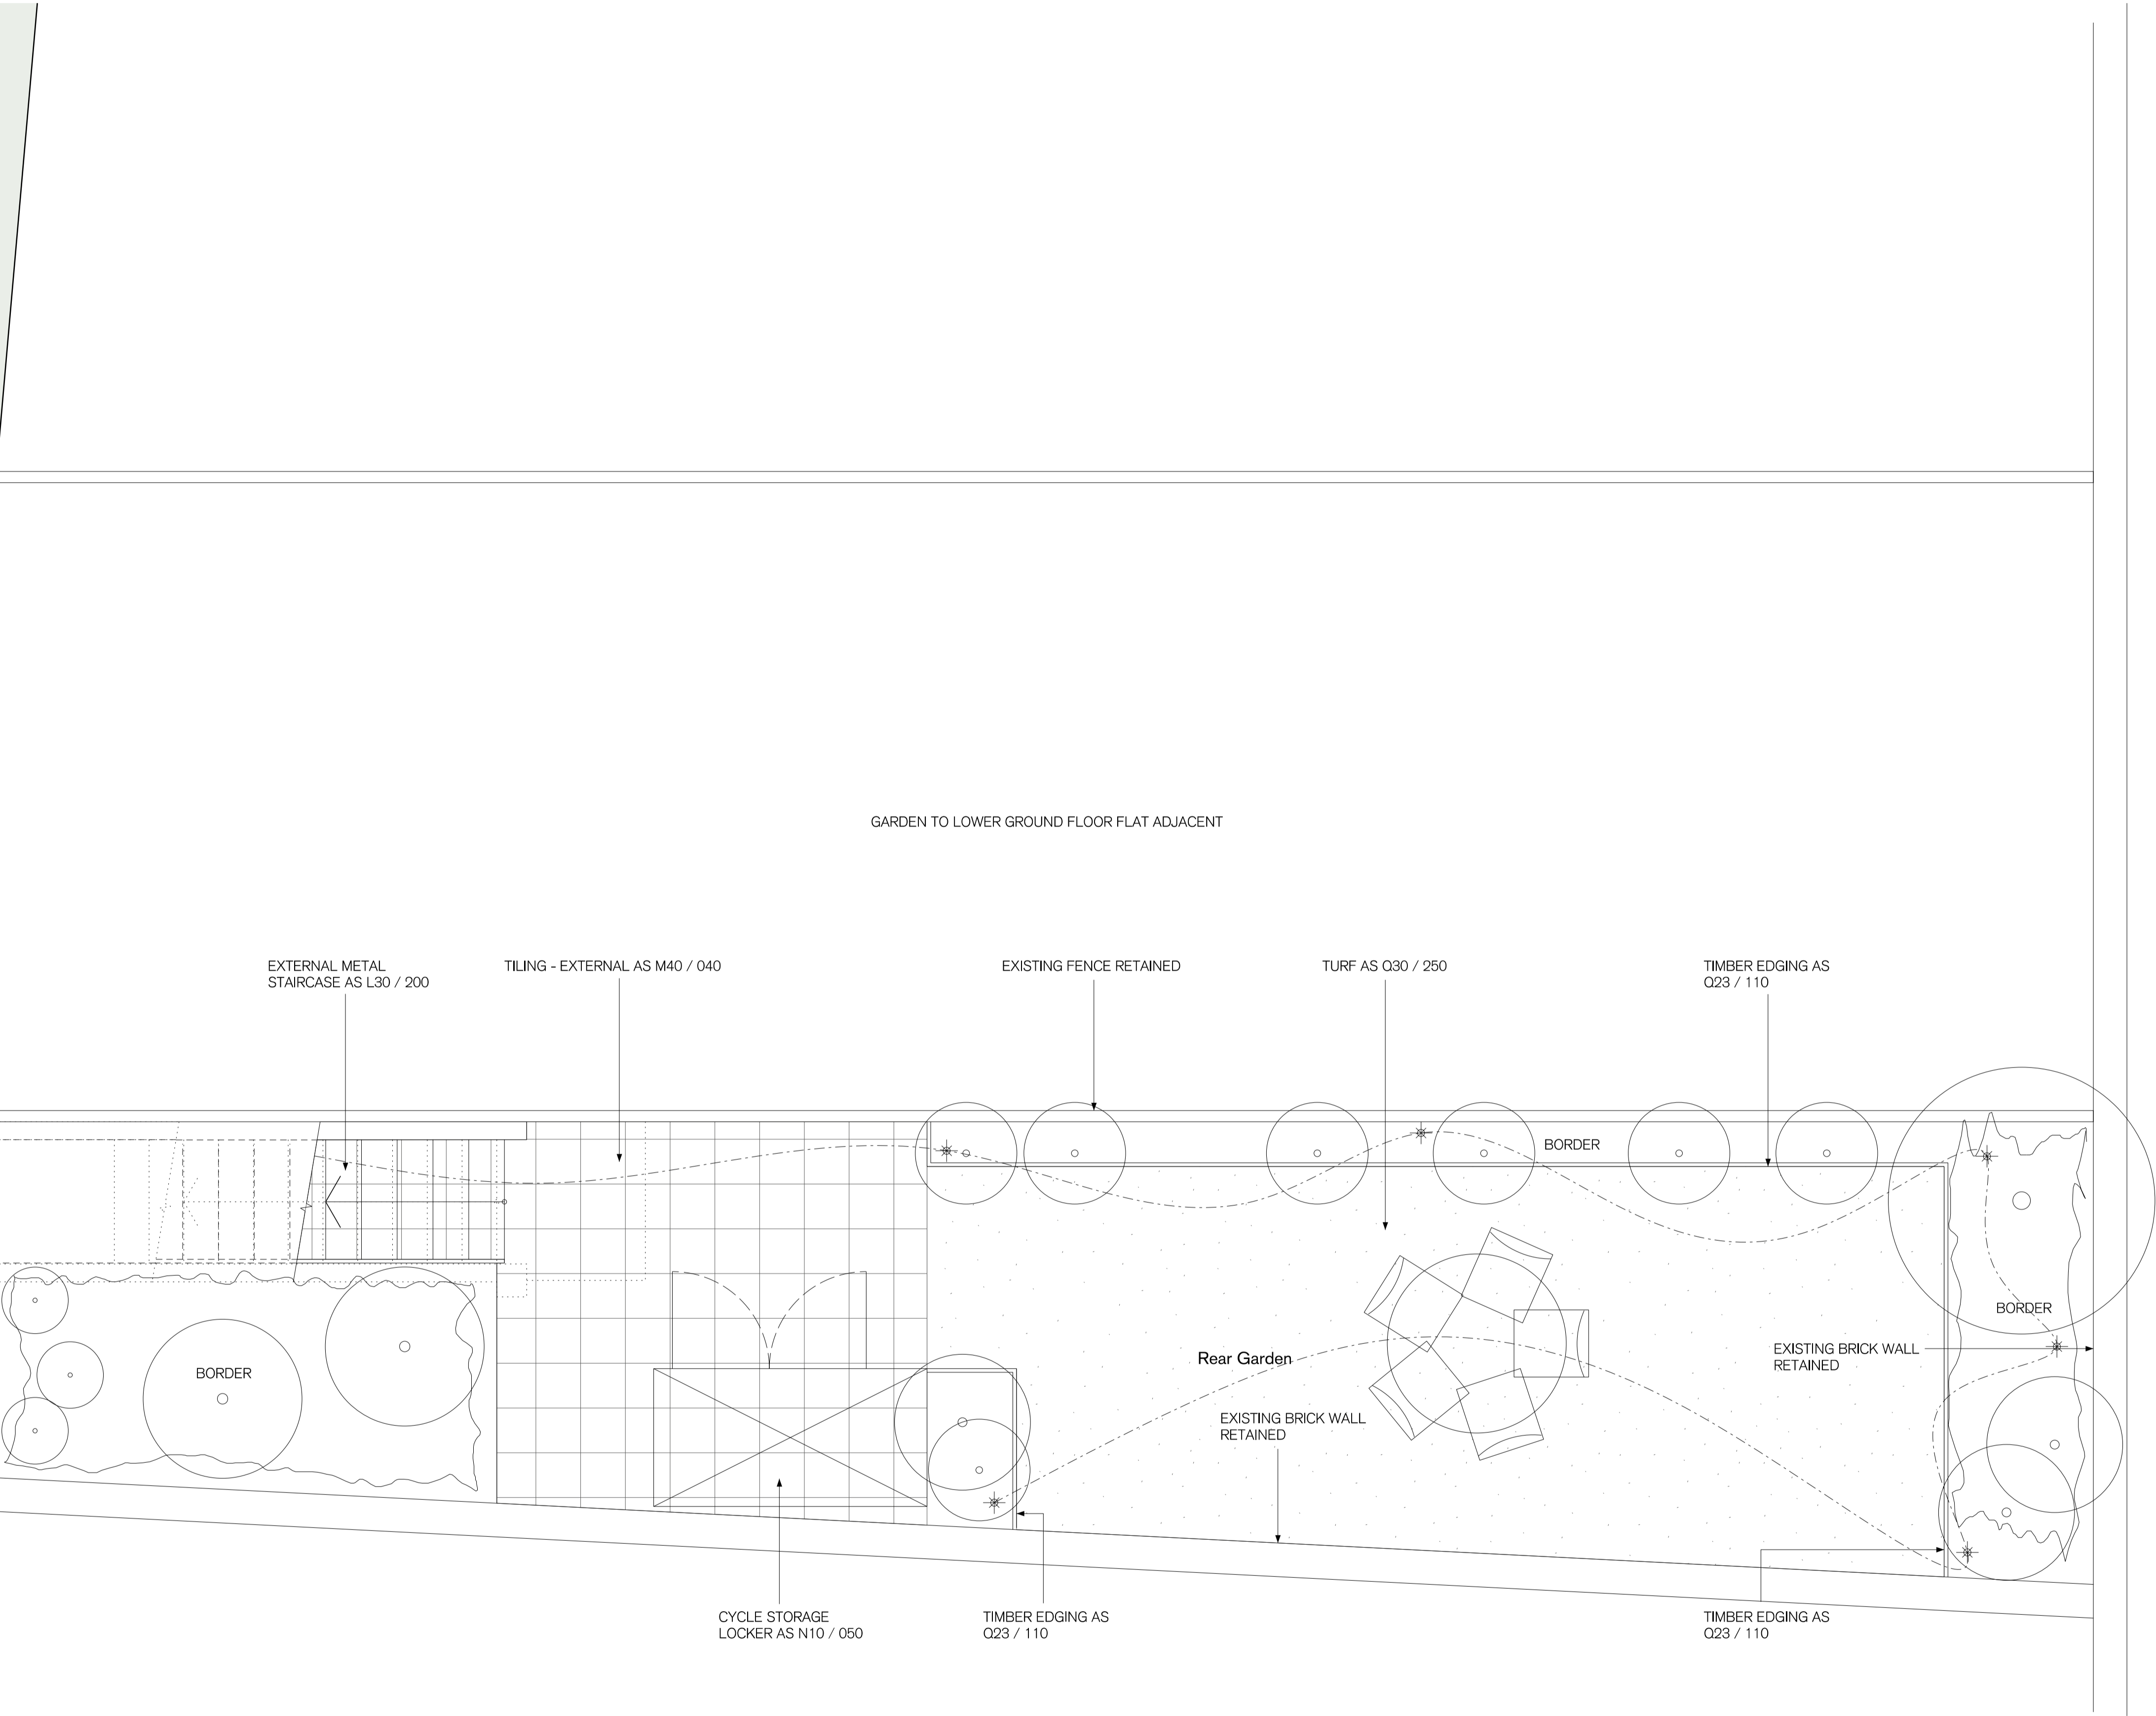 GARDEN TO LOWER GROUND FLOOR FLAT ADJACENT
EXTERNAL METAL
STAIRCASE AS L30 / 200
TILING - EXTERNAL AS M40 / 040
EXISTING FENCE RETAINED
TURF AS Q30 / 250
TIMBER EDGING AS
Q23 / 110
BORDER
BORDER
EXISTING BRICK WALL
RETAINED
Rear Garden
BORDER
EXISTING BRICK WALL
RETAINED
CYCLE STORAGE
LOCKER AS N10 / 050
TIMBER EDGING AS
Q23 / 110
TIMBER EDGING AS
Q23 / 110